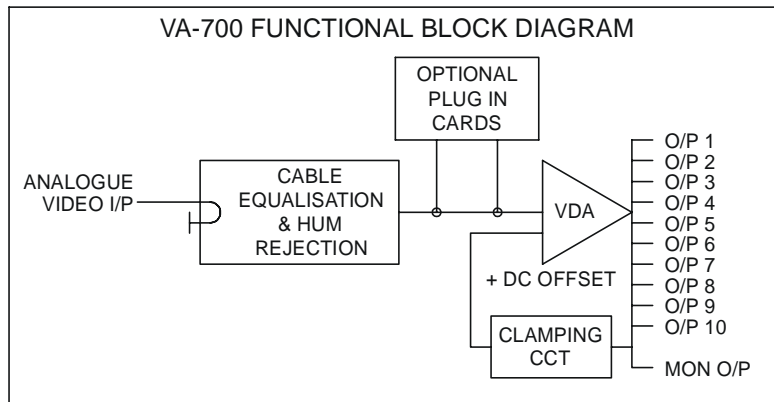 VA-700 FUNCTIONAL BLOCK DIAGRAM
OPTIONAL
PLUG IN
CARDS
ANALOGUE
VIDEO I/P
CABLE
EQUALISATION
& HUM
REJECTION
VDA
+ DC OFFSET
CLAMPING
CCT
O/P 1
O/P 2
O/P 3
O/P 4
O/P 5
O/P 6
O/P 7
O/P 8
O/P 9
O/P 10
MON O/P